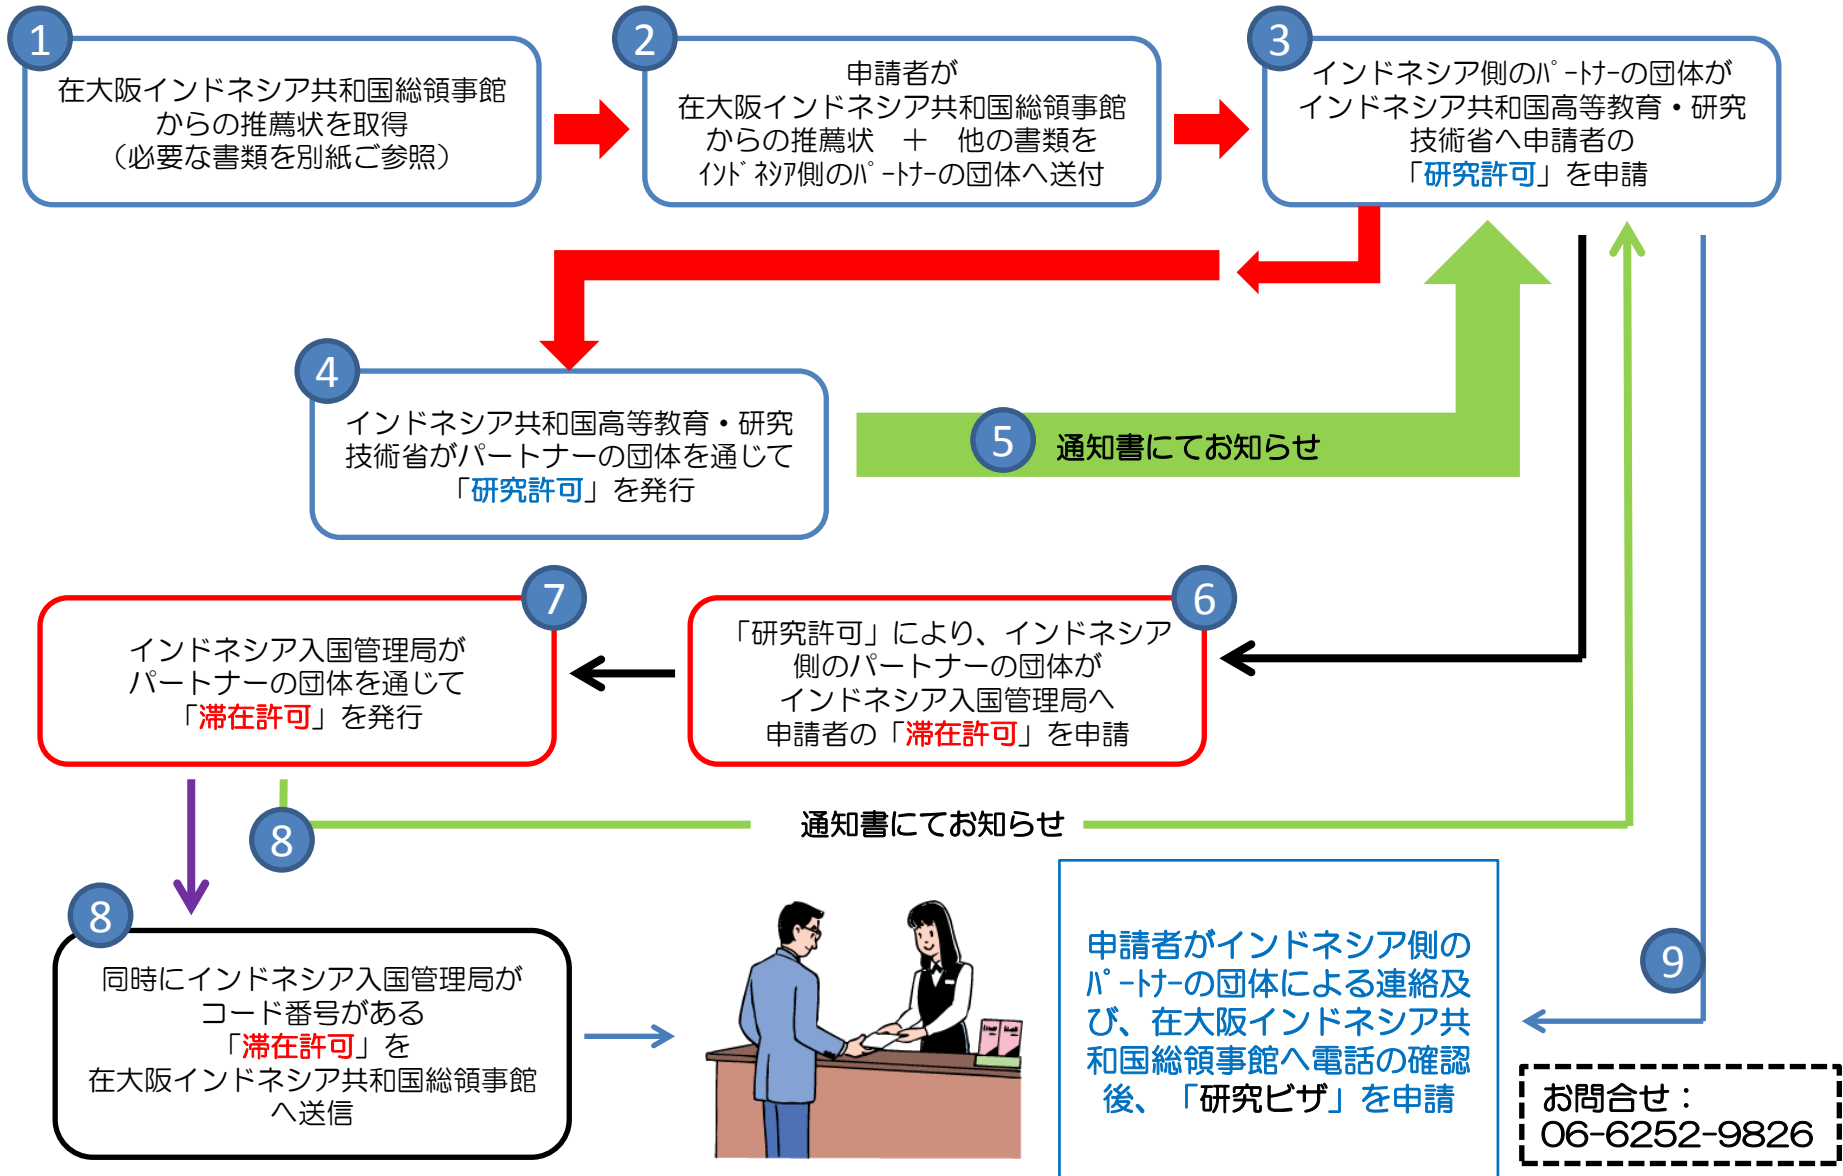 1
在大阪インドネシア共和国総領事館
からの推薦状を取得
（必要な書類を別紙ご参照）
2
申請者が
在大阪インドネシア共和国総領事館
からの推薦状　＋　他の書類を
ｲﾝﾄﾞﾈｼｱ側のﾊﾟｰﾄﾅｰの団体へ送付
3
インドネシア側のﾊﾟｰﾄﾅｰの団体が
インドネシア共和国高等教育・研究
技術省へ申請者の
「研究許可」を申請
4
インドネシア共和国高等教育・研究
技術省がパートナーの団体を通じて
「研究許可」を発行
5
通知書にてお知らせ
6
「研究許可」により、インドネシア
側のパートナーの団体が
インドネシア入国管理局へ
申請者の「滞在許可」を申請
7
インドネシア入国管理局が
パートナーの団体を通じて
「滞在許可」を発行
8
通知書にてお知らせ
8
同時にインドネシア入国管理局が
コード番号がある
「滞在許可」を
在大阪インドネシア共和国総領事館
へ送信
9
申請者がインドネシア側の
ﾊﾟｰﾄﾅｰの団体による連絡及
び、在大阪インドネシア共
和国総領事館へ電話の確認
後、「研究ビザ」を申請
お問合せ：
06-6252-9826